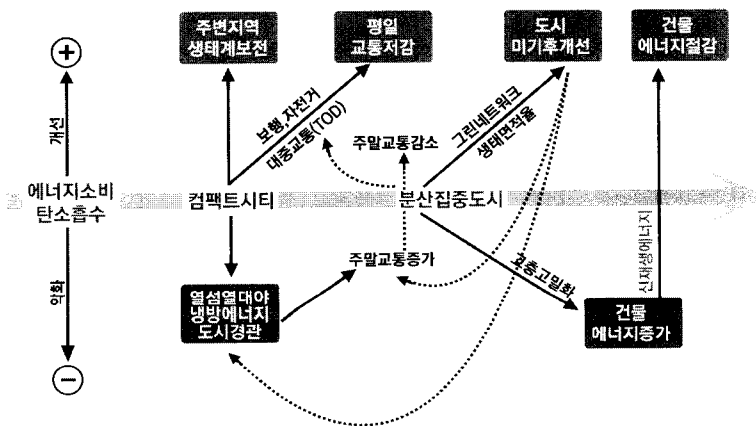 주변지역
생태계보전
평일
교통저감
도시
미기후개선
건물
에너지절감
+
개선
보행,자전거
대중교통(TOD)
그린네트워크
생태면적율
주말교통감소
에너지소비
탄소흡수
컴팩트시티
분산집중도시
신재생에너지
악화
주말교통증가
고층고밀화
열섬열대야
냉방에너지
도시경관
건물
에너지증가
−